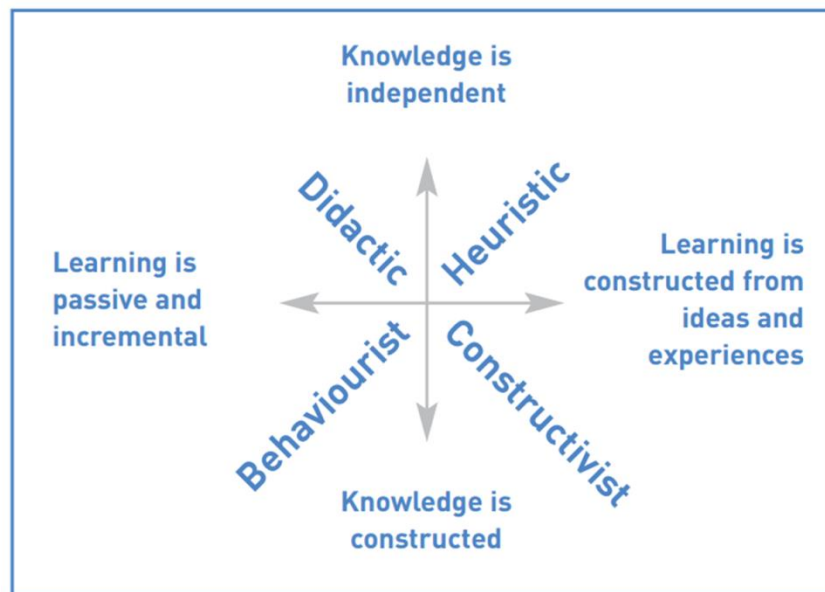 Knowledge is
independent
Didactic
Heuristic
Learning is
passive and
incremental
Learning is
constructed from
ideas and
experiences
Behaviourist
Constructivist
Knowledge is
constructed